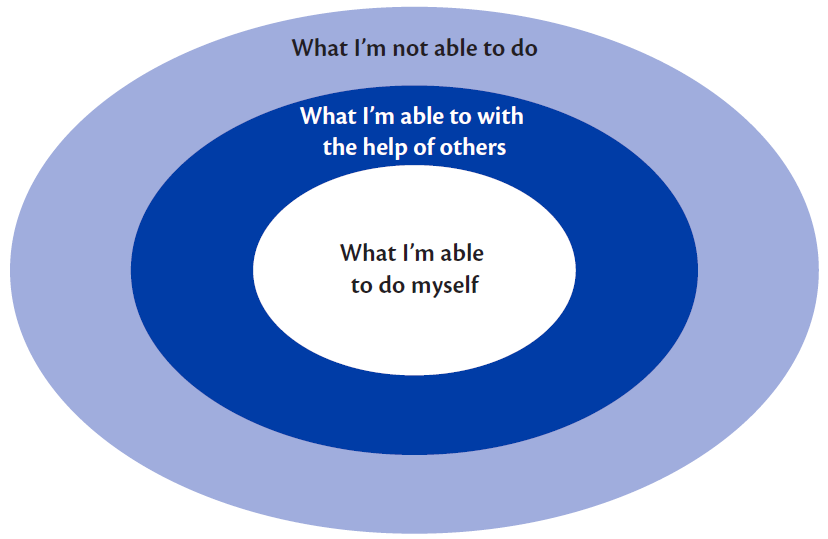 What I’m not able to do
What I’m able to with
the help of others
What I’m able
to do myself